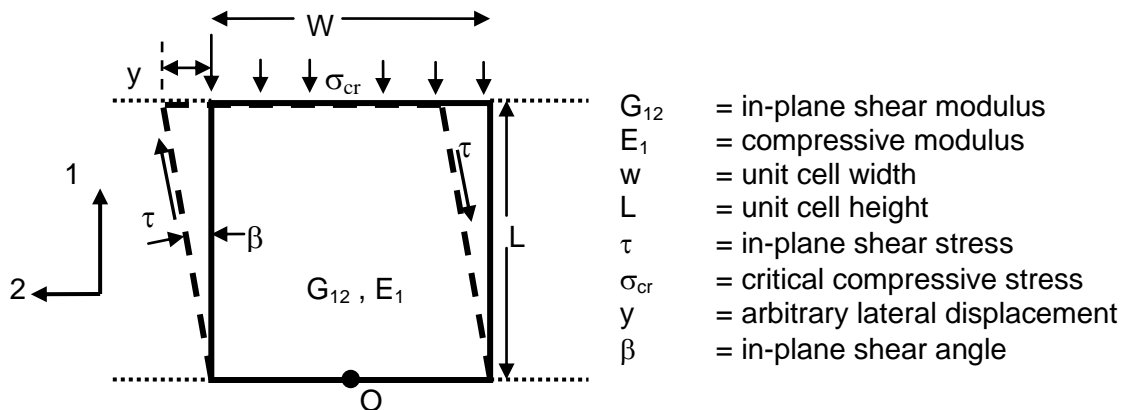 W
y
σcr
1
τ
τ
β
L
2
G12 , E1
O
G12 = in-plane shear modulus
E1 = compressive modulus
w = unit cell width
L = unit cell height
τ = in-plane shear stress
σcr = critical compressive stress
y = arbitrary lateral displacement
β = in-plane shear angle